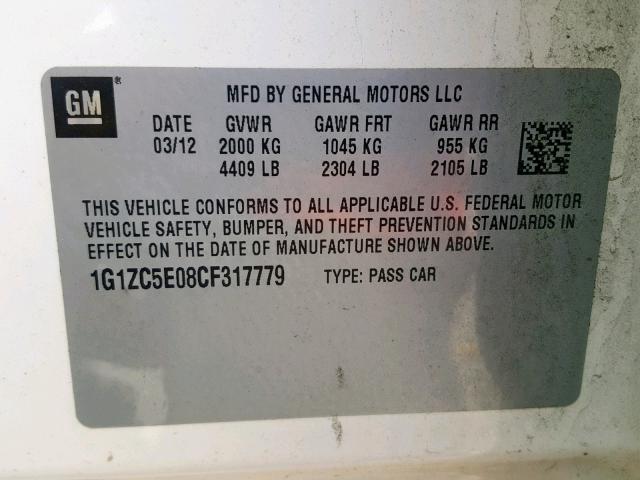 GM®
MFD BY GENERAL MOTORS LLC
DATE GVWR GAWR FRT GAWR RR
03/12 2000 KG 1045 KG 955 KG
4409 LB 2304 LB 2105 LB
THIS VEHICLE CONFORMS TO ALL APPLICABLE U.S. FEDERAL MOTOR
VEHICLE SAFETY, BUMPER, AND THEFT PREVENTION STANDARDS IN
EFFECT ON THE DATE OF MANUFACTURE SHOWN ABOVE.
1G1ZC5E08CF317779 TYPE: PASS CAR